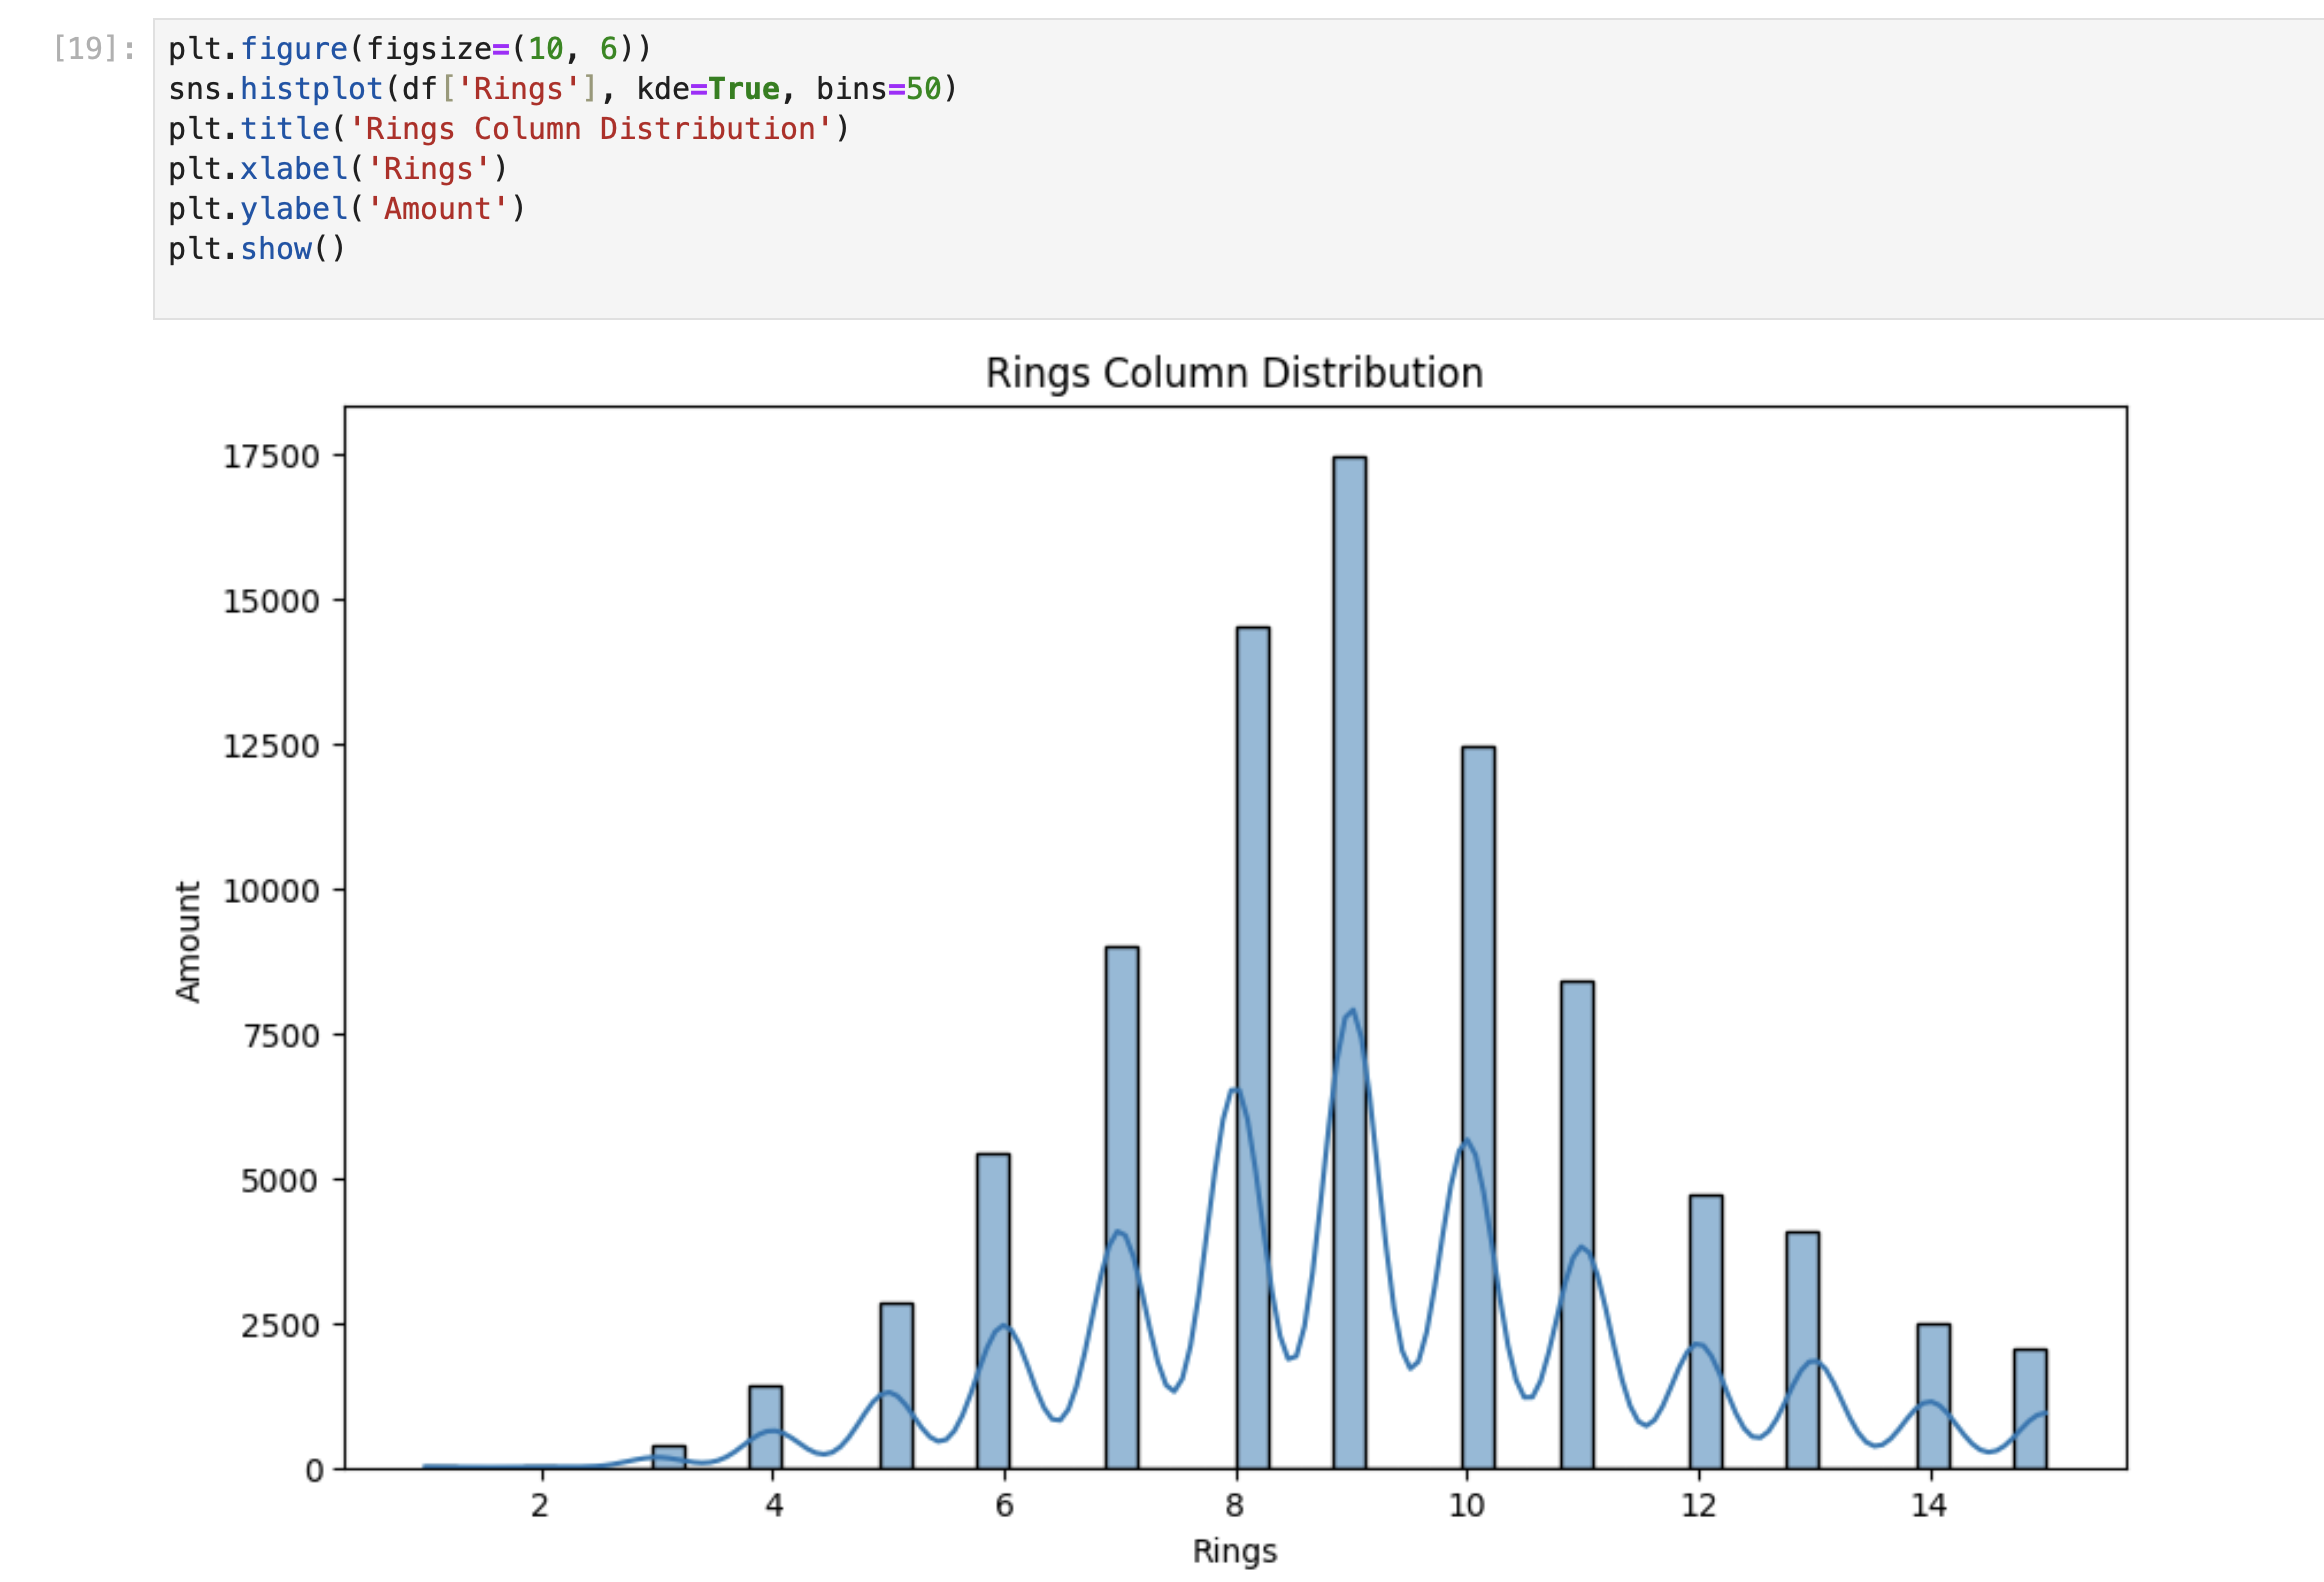 [19]: plt.figure(figsize=(10, 6))
sns.histplot(df['Rings'], kde=True, bins=50)
plt.title('Rings Column Distribution')
plt.xlabel('Rings')
plt.ylabel('Amount')
plt.show()
Rings Column Distribution
17500
15000
12500
10000
7500
5000
2500
0
Amount
2 4 6 8 10 12 14
Rings